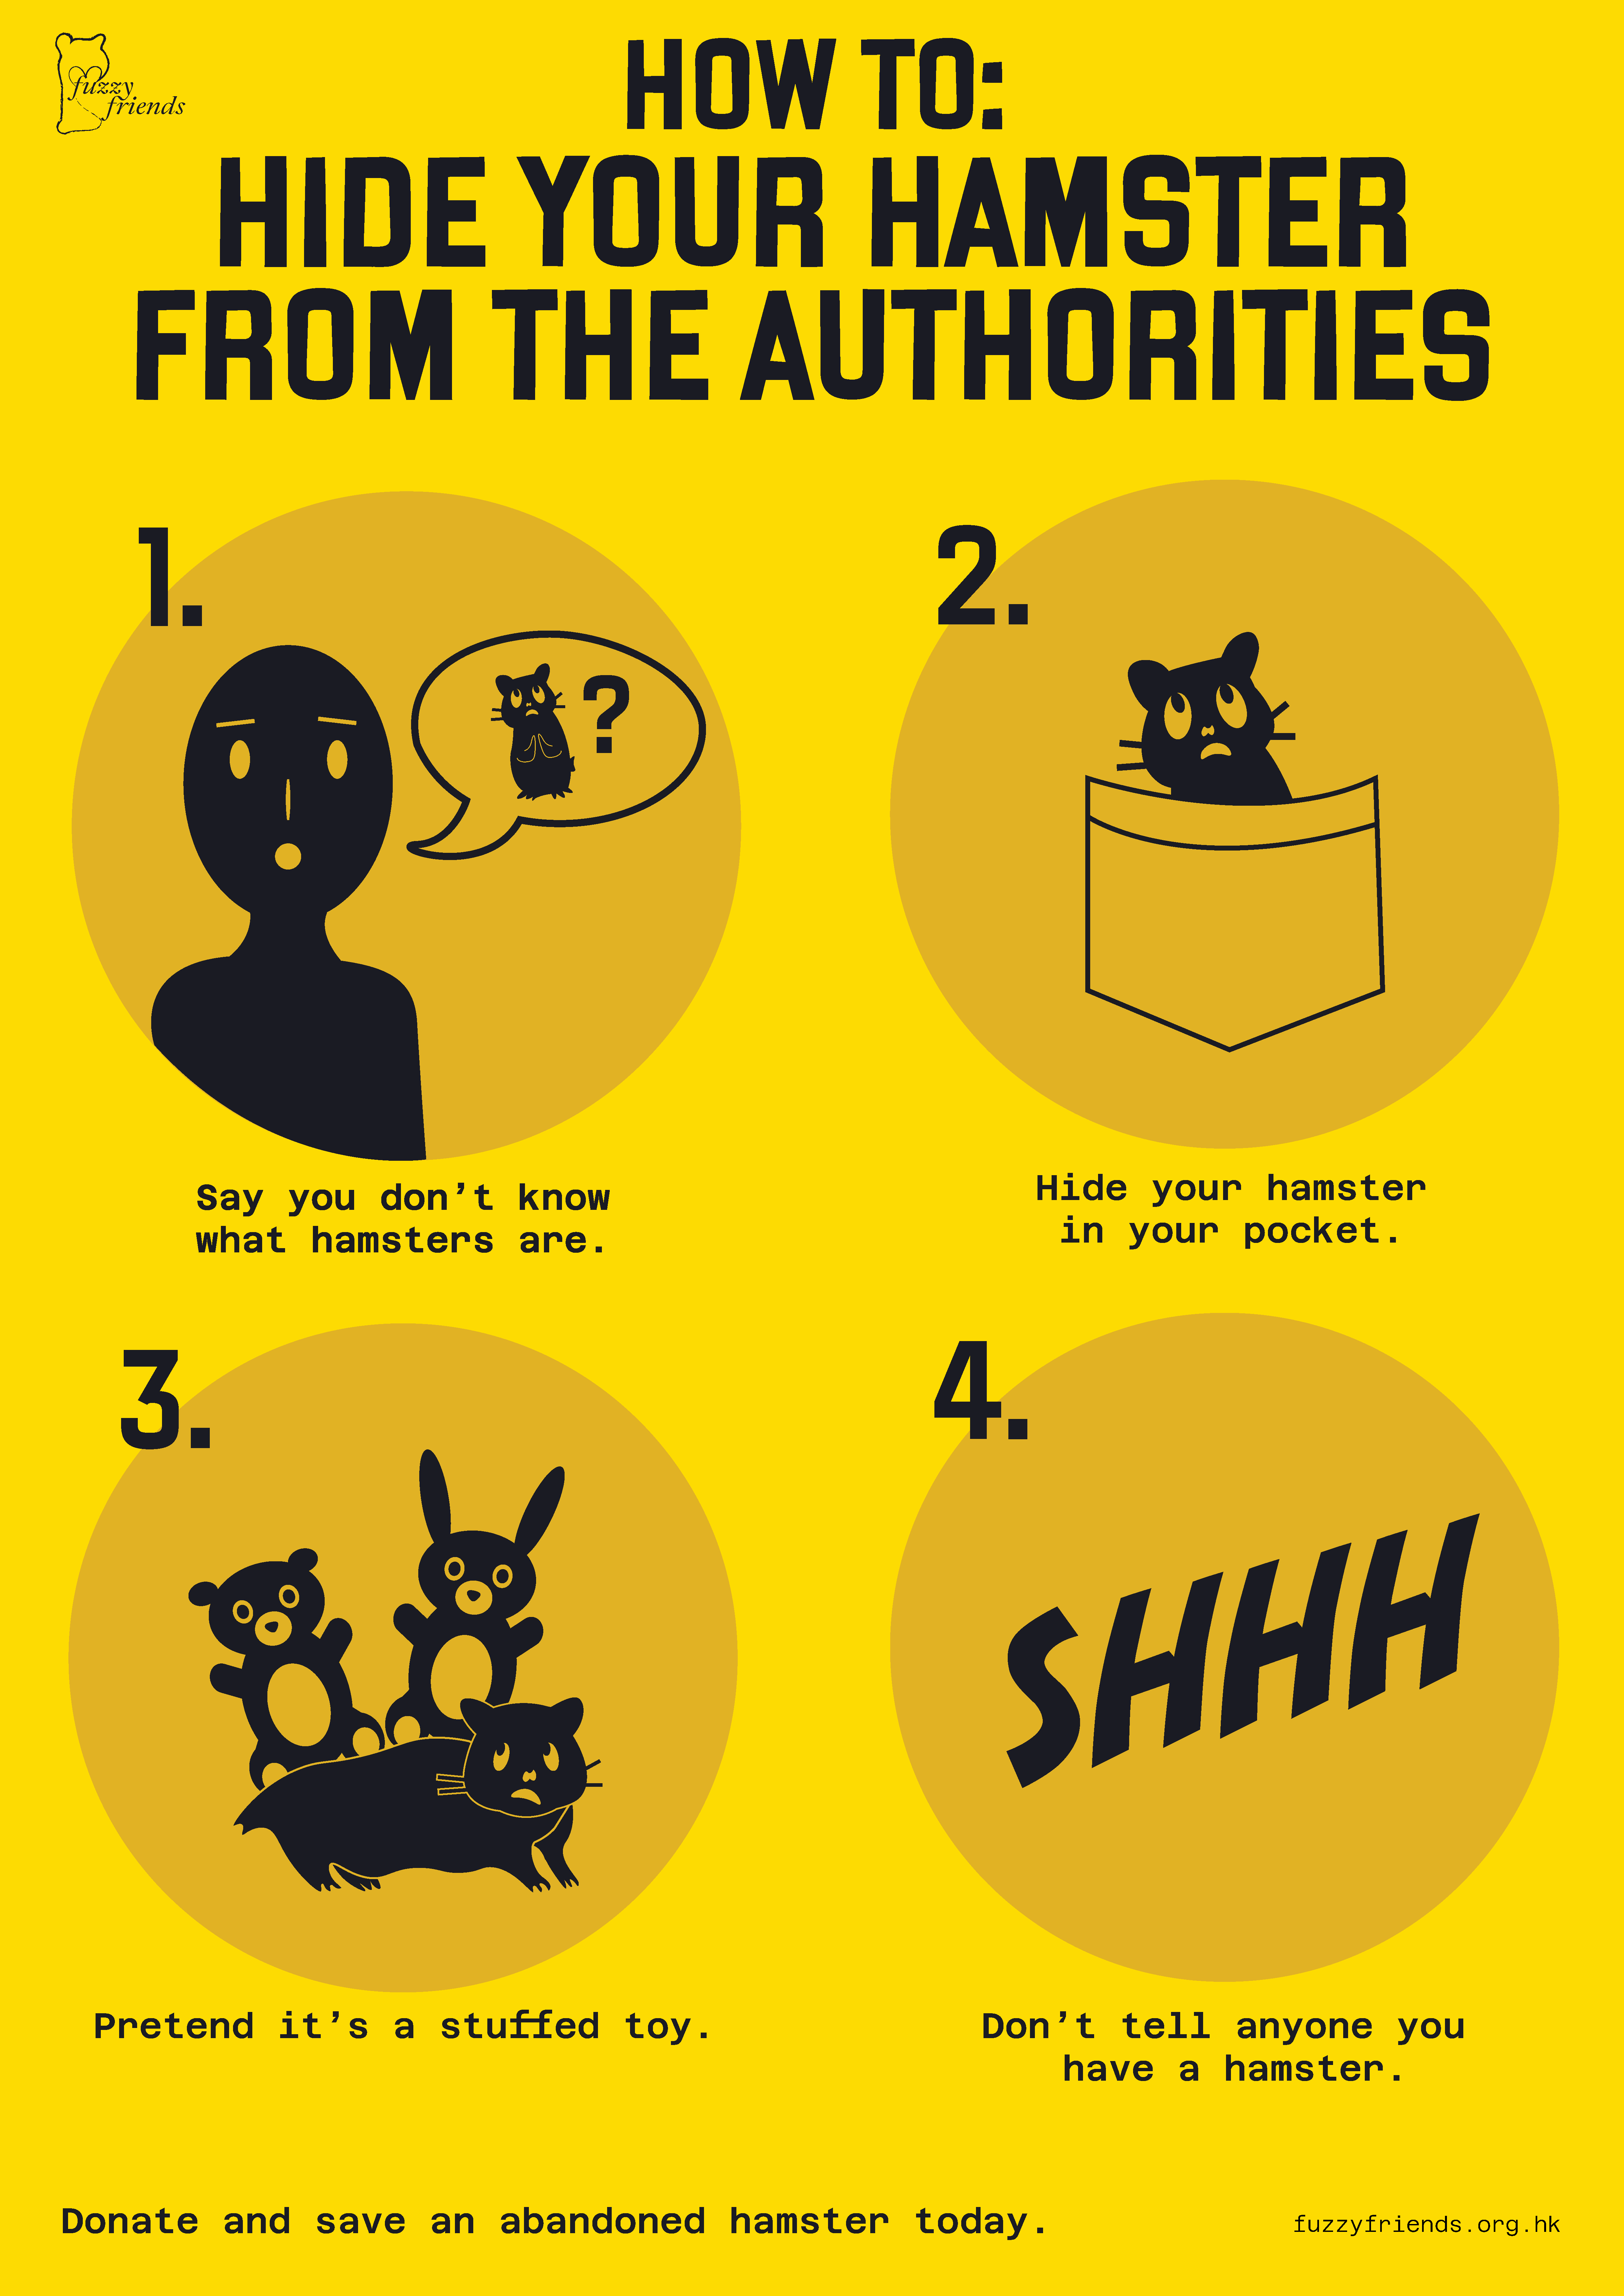 fuzzy
friends
HOW TO:
HIDE YOUR HAMSTER
FROM THE AUTHORITIES
1.
?
Say you don’t know
what hamsters are.
2.
Hide your hamster
in your pocket.
3.
Pretend it’s a stuffed toy.
4.
SHHH
Don’t tell anyone you
have a hamster.
Donate and save an abandoned hamster today.
fuzzyfriends.org.hk